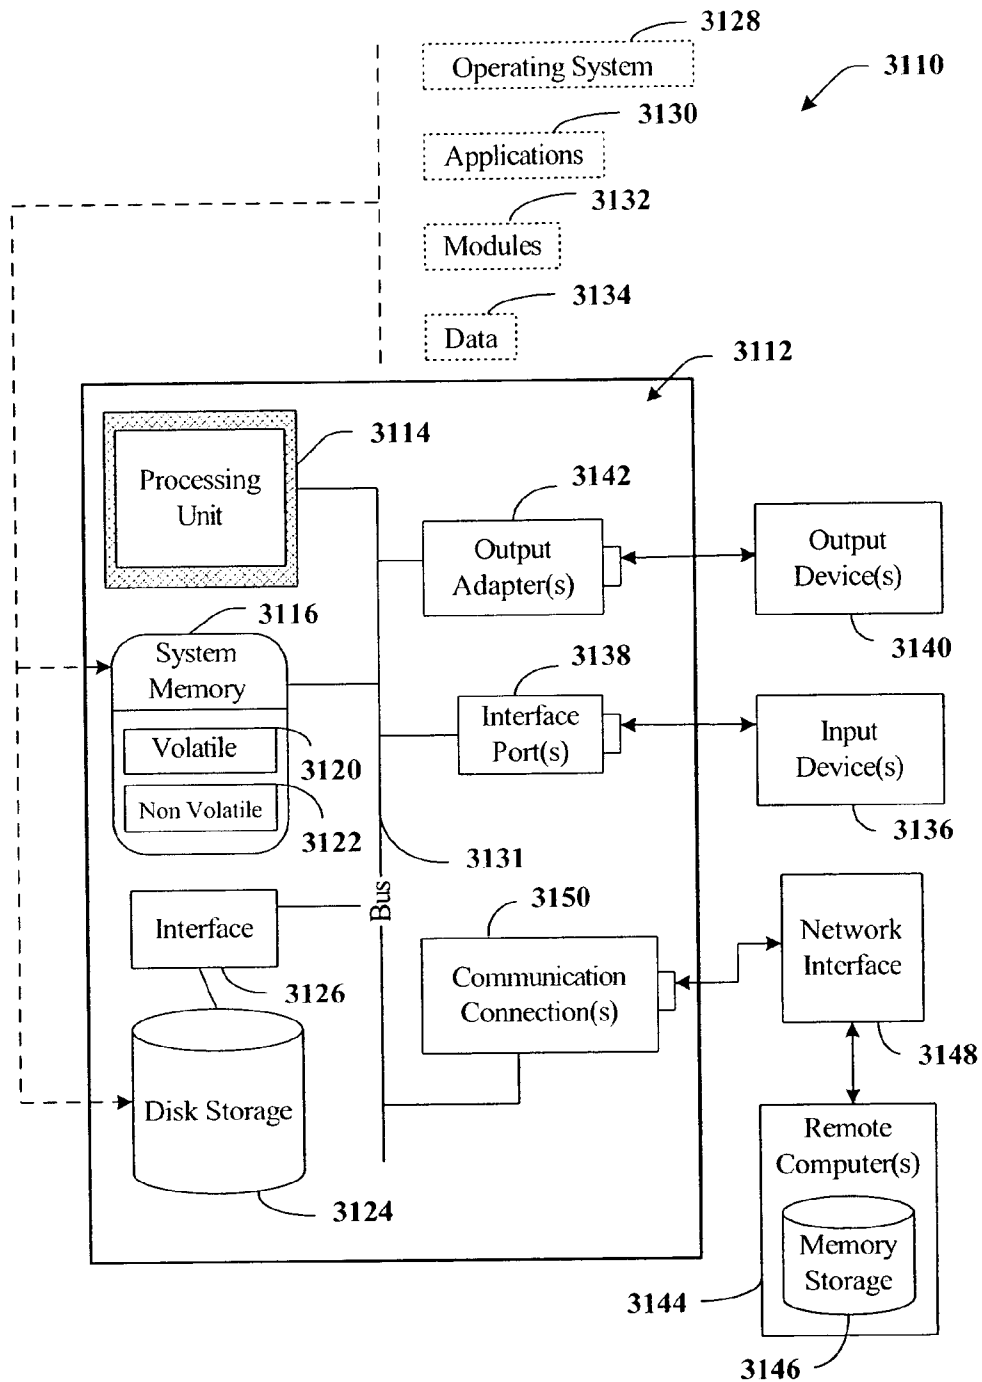 3128
Operating System
3110
3130
Applications
3132
Modules
3134
Data
3112
3114
Processing
Unit
3142
Output
Adapter(s)
Output
Device(s)
3140
3116
System
Memory
3138
Interface
Port(s)
Input
Device(s)
3136
Volatile
3120
Non Volatile
3122
3131
Bus
Interface
3126
3150
Communication
Connection(s)
Network
Interface
3148
Disk Storage
3124
Remote
Computer(s)
Memory
Storage
3144
3146